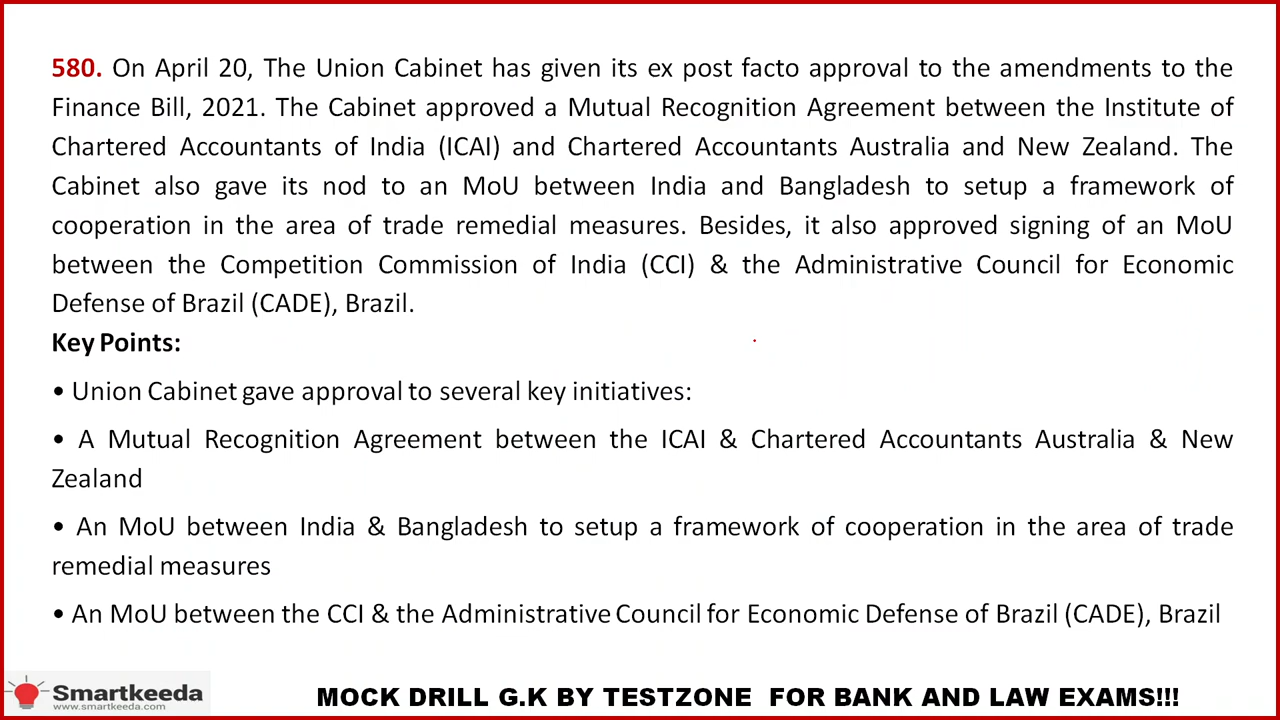 580. On April 20, The Union Cabinet has given its ex post facto approval to the amendments to the
Finance Bill, 2021. The Cabinet approved a Mutual Recognition Agreement between the Institute of
Chartered Accountants of India (ICAI) and Chartered Accountants Australia and New Zealand. The
Cabinet also gave its nod to an MoU between India and Bangladesh to setup a framework of
cooperation in the area of trade remedial measures. Besides, it also approved signing of an MoU
between the Competition Commission of India (CCI) & the Administrative Council for Economic
Defense of Brazil (CADE), Brazil.
Key Points:
• Union Cabinet gave approval to several key initiatives:
• A Mutual Recognition Agreement between the ICAI & Chartered Accountants Australia & New
Zealand
• An MoU between India & Bangladesh to setup a framework of cooperation in the area of trade
remedial measures
• An MoU between the CCI & the Administrative Council for Economic Defense of Brazil (CADE), Brazil
Smartkeeda
www.smartkeeda.com
MOCK DRILL G.K BY TESTZONE FOR BANK AND LAW EXAMS!!!